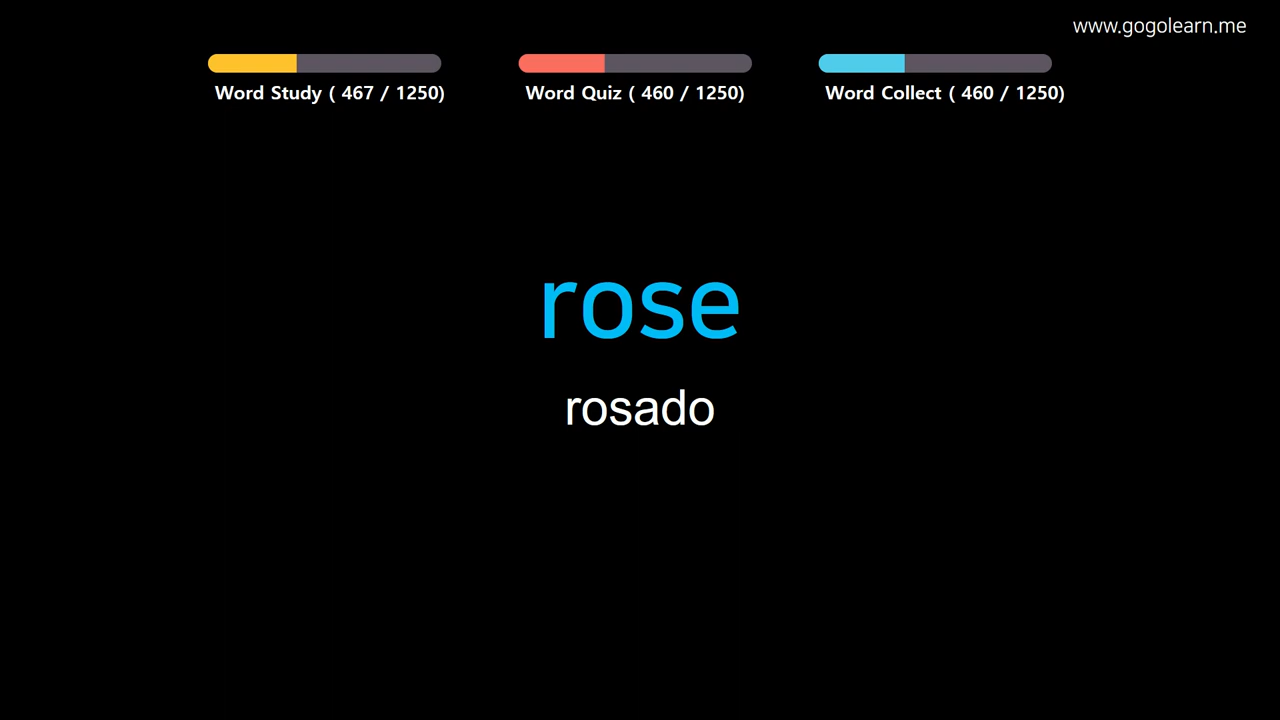 www.gogolearn.me
Word Study ( 467 / 1250)
Word Quiz ( 460 / 1250)
Word Collect ( 460 / 1250)
rose
rosado